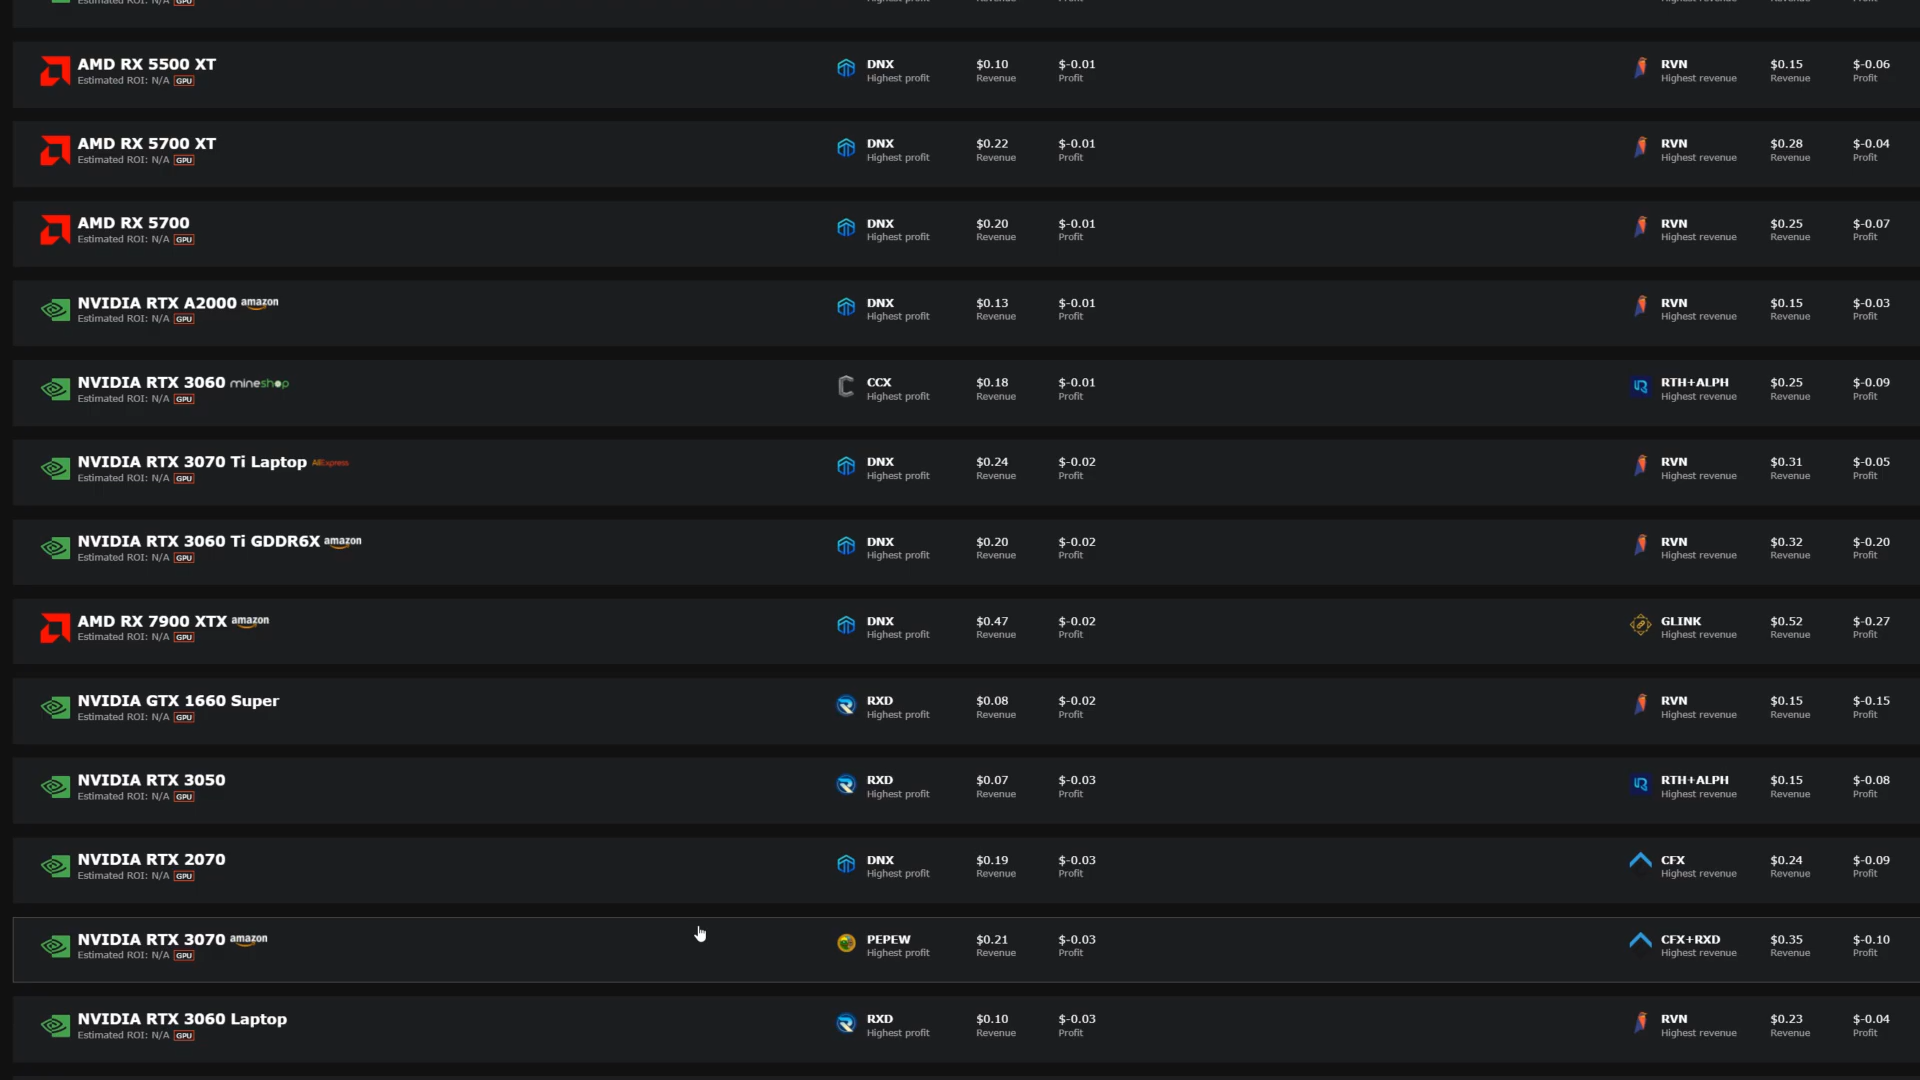 Estimated ROI: N/A GPU
Highest profit Revenue Profit Highest revenue Revenue Profit
AMD RX 5500 XT
Estimated ROI: N/A GPU
DNX $0.10 $-0.01 RVN $0.15 $-0.06
Highest profit Revenue Profit Highest revenue Revenue Profit
AMD RX 5700 XT
Estimated ROI: N/A GPU
DNX $0.22 $-0.01 RVN $0.28 $-0.04
Highest profit Revenue Profit Highest revenue Revenue Profit
AMD RX 5700
Estimated ROI: N/A GPU
DNX $0.20 $-0.01 RVN $0.25 $-0.07
Highest profit Revenue Profit Highest revenue Revenue Profit
NVIDIA RTX A2000 amazon
Estimated ROI: N/A GPU
DNX $0.13 $-0.01 RVN $0.15 $-0.03
Highest profit Revenue Profit Highest revenue Revenue Profit
NVIDIA RTX 3060 mineshop
Estimated ROI: N/A GPU
CCX $0.18 $-0.01 RTH+ALPH $0.25 $-0.09
Highest profit Revenue Profit Highest revenue Revenue Profit
NVIDIA RTX 3070 Ti Laptop AliExpress
Estimated ROI: N/A GPU
DNX $0.24 $-0.02 RVN $0.31 $-0.05
Highest profit Revenue Profit Highest revenue Revenue Profit
NVIDIA RTX 3060 Ti GDDR6X amazon
Estimated ROI: N/A GPU
DNX $0.20 $-0.02 RVN $0.32 $-0.20
Highest profit Revenue Profit Highest revenue Revenue Profit
AMD RX 7900 XTX amazon
Estimated ROI: N/A GPU
DNX $0.47 $-0.02 GLINK $0.52 $-0.27
Highest profit Revenue Profit Highest revenue Revenue Profit
NVIDIA GTX 1660 Super
Estimated ROI: N/A GPU
RXD $0.08 $-0.02 RVN $0.15 $-0.15
Highest profit Revenue Profit Highest revenue Revenue Profit
NVIDIA RTX 3050
Estimated ROI: N/A GPU
RXD $0.07 $-0.03 RTH+ALPH $0.15 $-0.08
Highest profit Revenue Profit Highest revenue Revenue Profit
NVIDIA RTX 2070
Estimated ROI: N/A GPU
DNX $0.19 $-0.03 CFX $0.24 $-0.09
Highest profit Revenue Profit Highest revenue Revenue Profit
NVIDIA RTX 3070 amazon
Estimated ROI: N/A GPU
PEPEW $0.21 $-0.03 CFX+RXD $0.35 $-0.10
Highest profit Revenue Profit Highest revenue Revenue Profit
NVIDIA RTX 3060 Laptop
Estimated ROI: N/A GPU
RXD $0.10 $-0.03 RVN $0.23 $-0.04
Highest profit Revenue Profit Highest revenue Revenue Profit